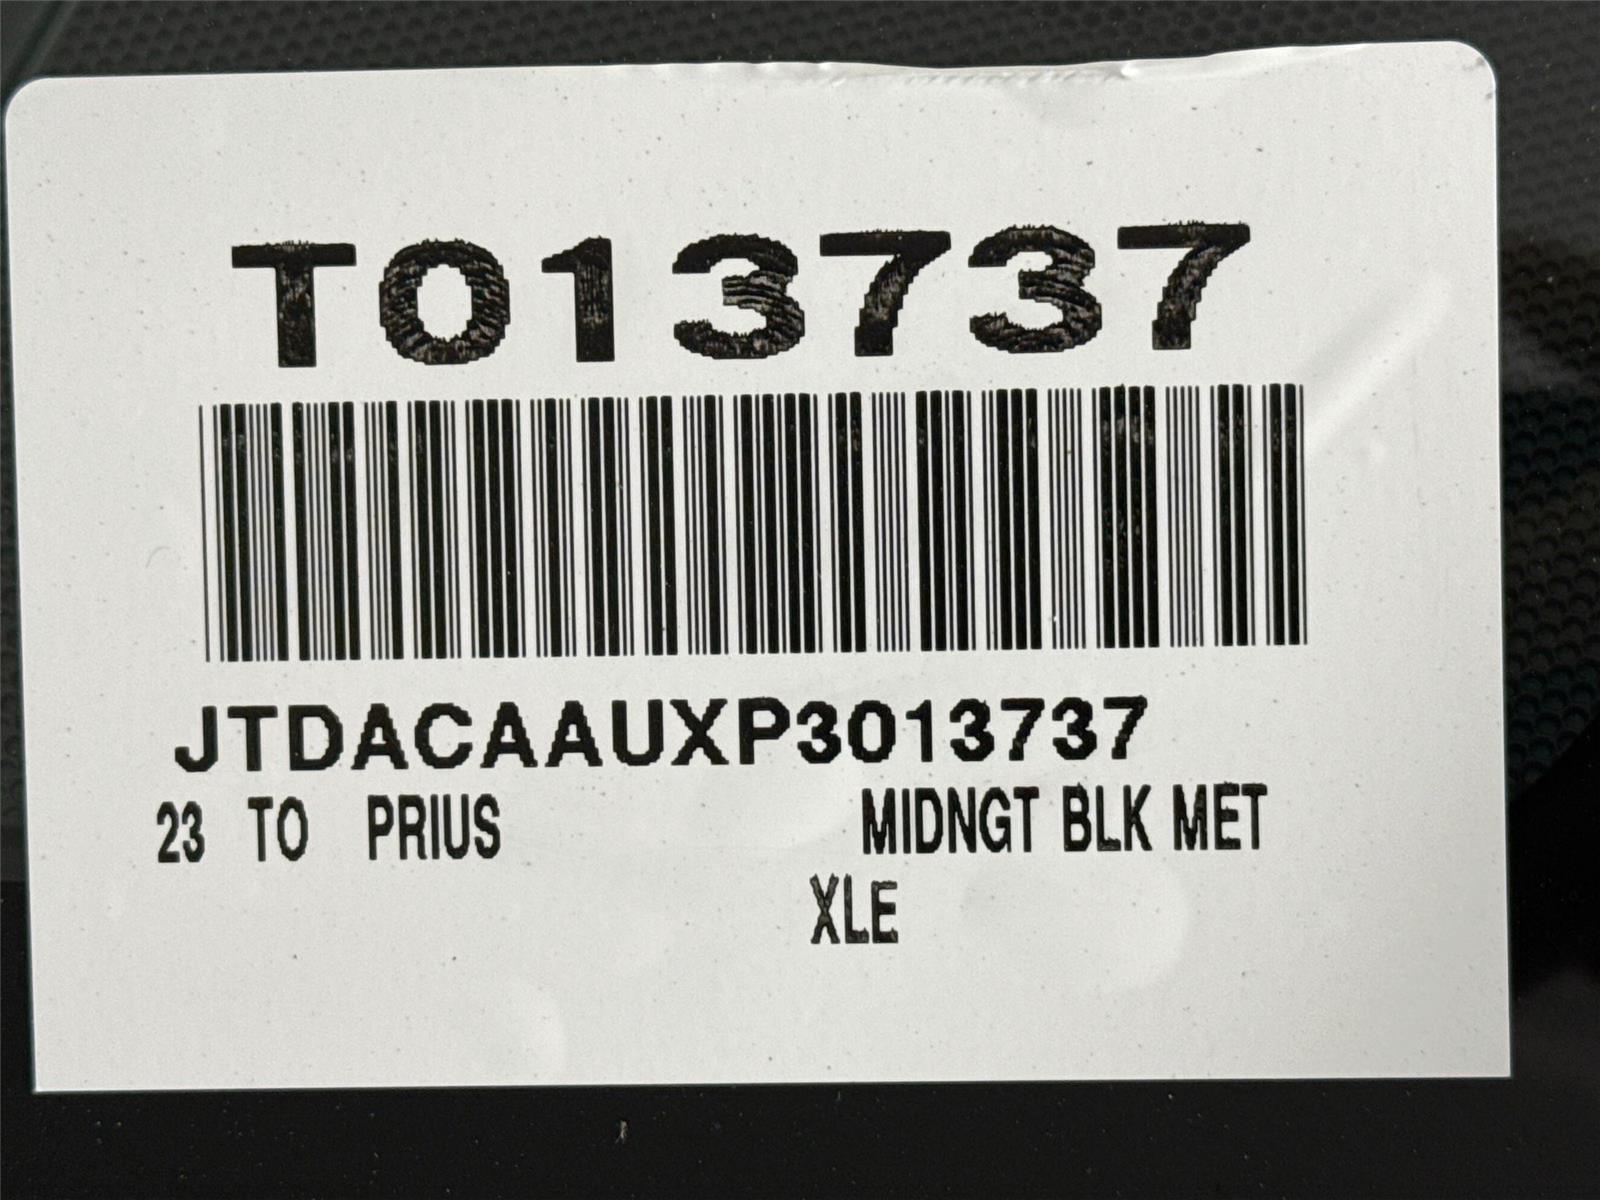 T013737
JTDACAAUXP3013737
23 TO PRIUS MIDNGT BLK MET
XLE